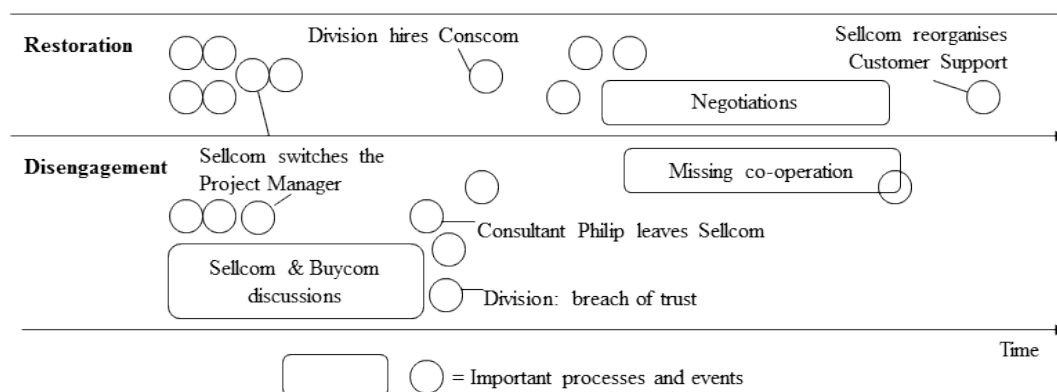 Restoration
Division hires Conscom
Sellcom reorganises
Customer Support
Negotiations
Disengagement
Sellcom switches the
Project Manager
Missing co-operation
Consultant Philip leaves Sellcom
Sellcom & Buycom
discussions
Division: breach of trust
Time
= Important processes and events